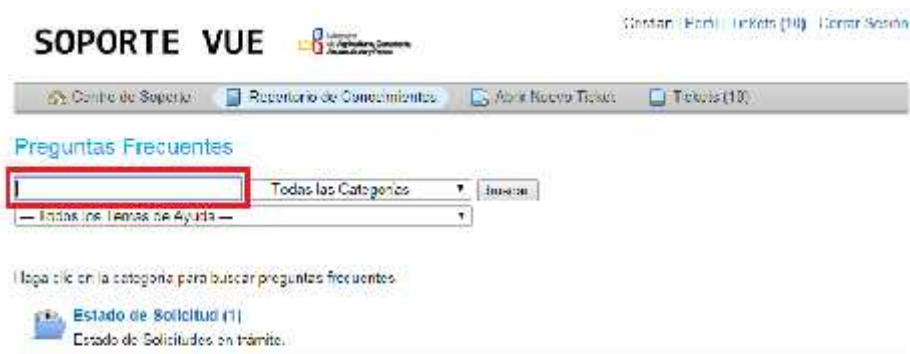 Cristian | Perfil | Tickets (10) - Cerrar Sesión
SOPORTE VUE
Centro de Soporte Repertorio de Conocimientos Abrir Nuevo Ticket Tickets (10)
Preguntas Frecuentes
Todas las Categorías buscar
— Todos los Temas de Ayuda —
Haga clic en la categoría para buscar preguntas frecuentes.
Estado de Solicitud (1)
Estado de Solicitudes en trámite.